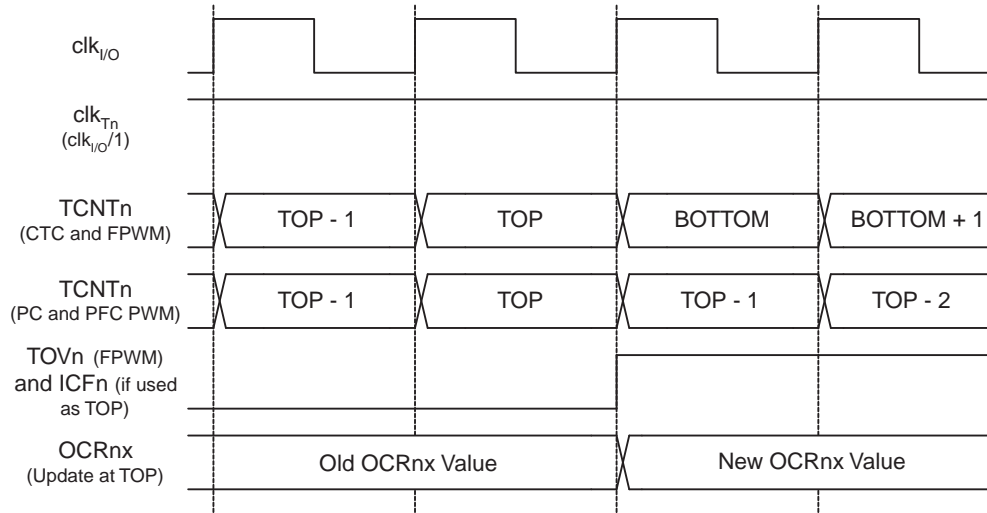 clkI/O
clkTn
(clkI/O/1)
TCNTn
(CTC and FPWM)
TOP - 1
TOP
BOTTOM
BOTTOM + 1
TCNTn
(PC and PFC PWM)
TOP - 1
TOP
TOP - 1
TOP - 2
TOVn (FPWM)
and ICFn (if used
as TOP)
OCRnx
(Update at TOP)
Old OCRnx Value
New OCRnx Value